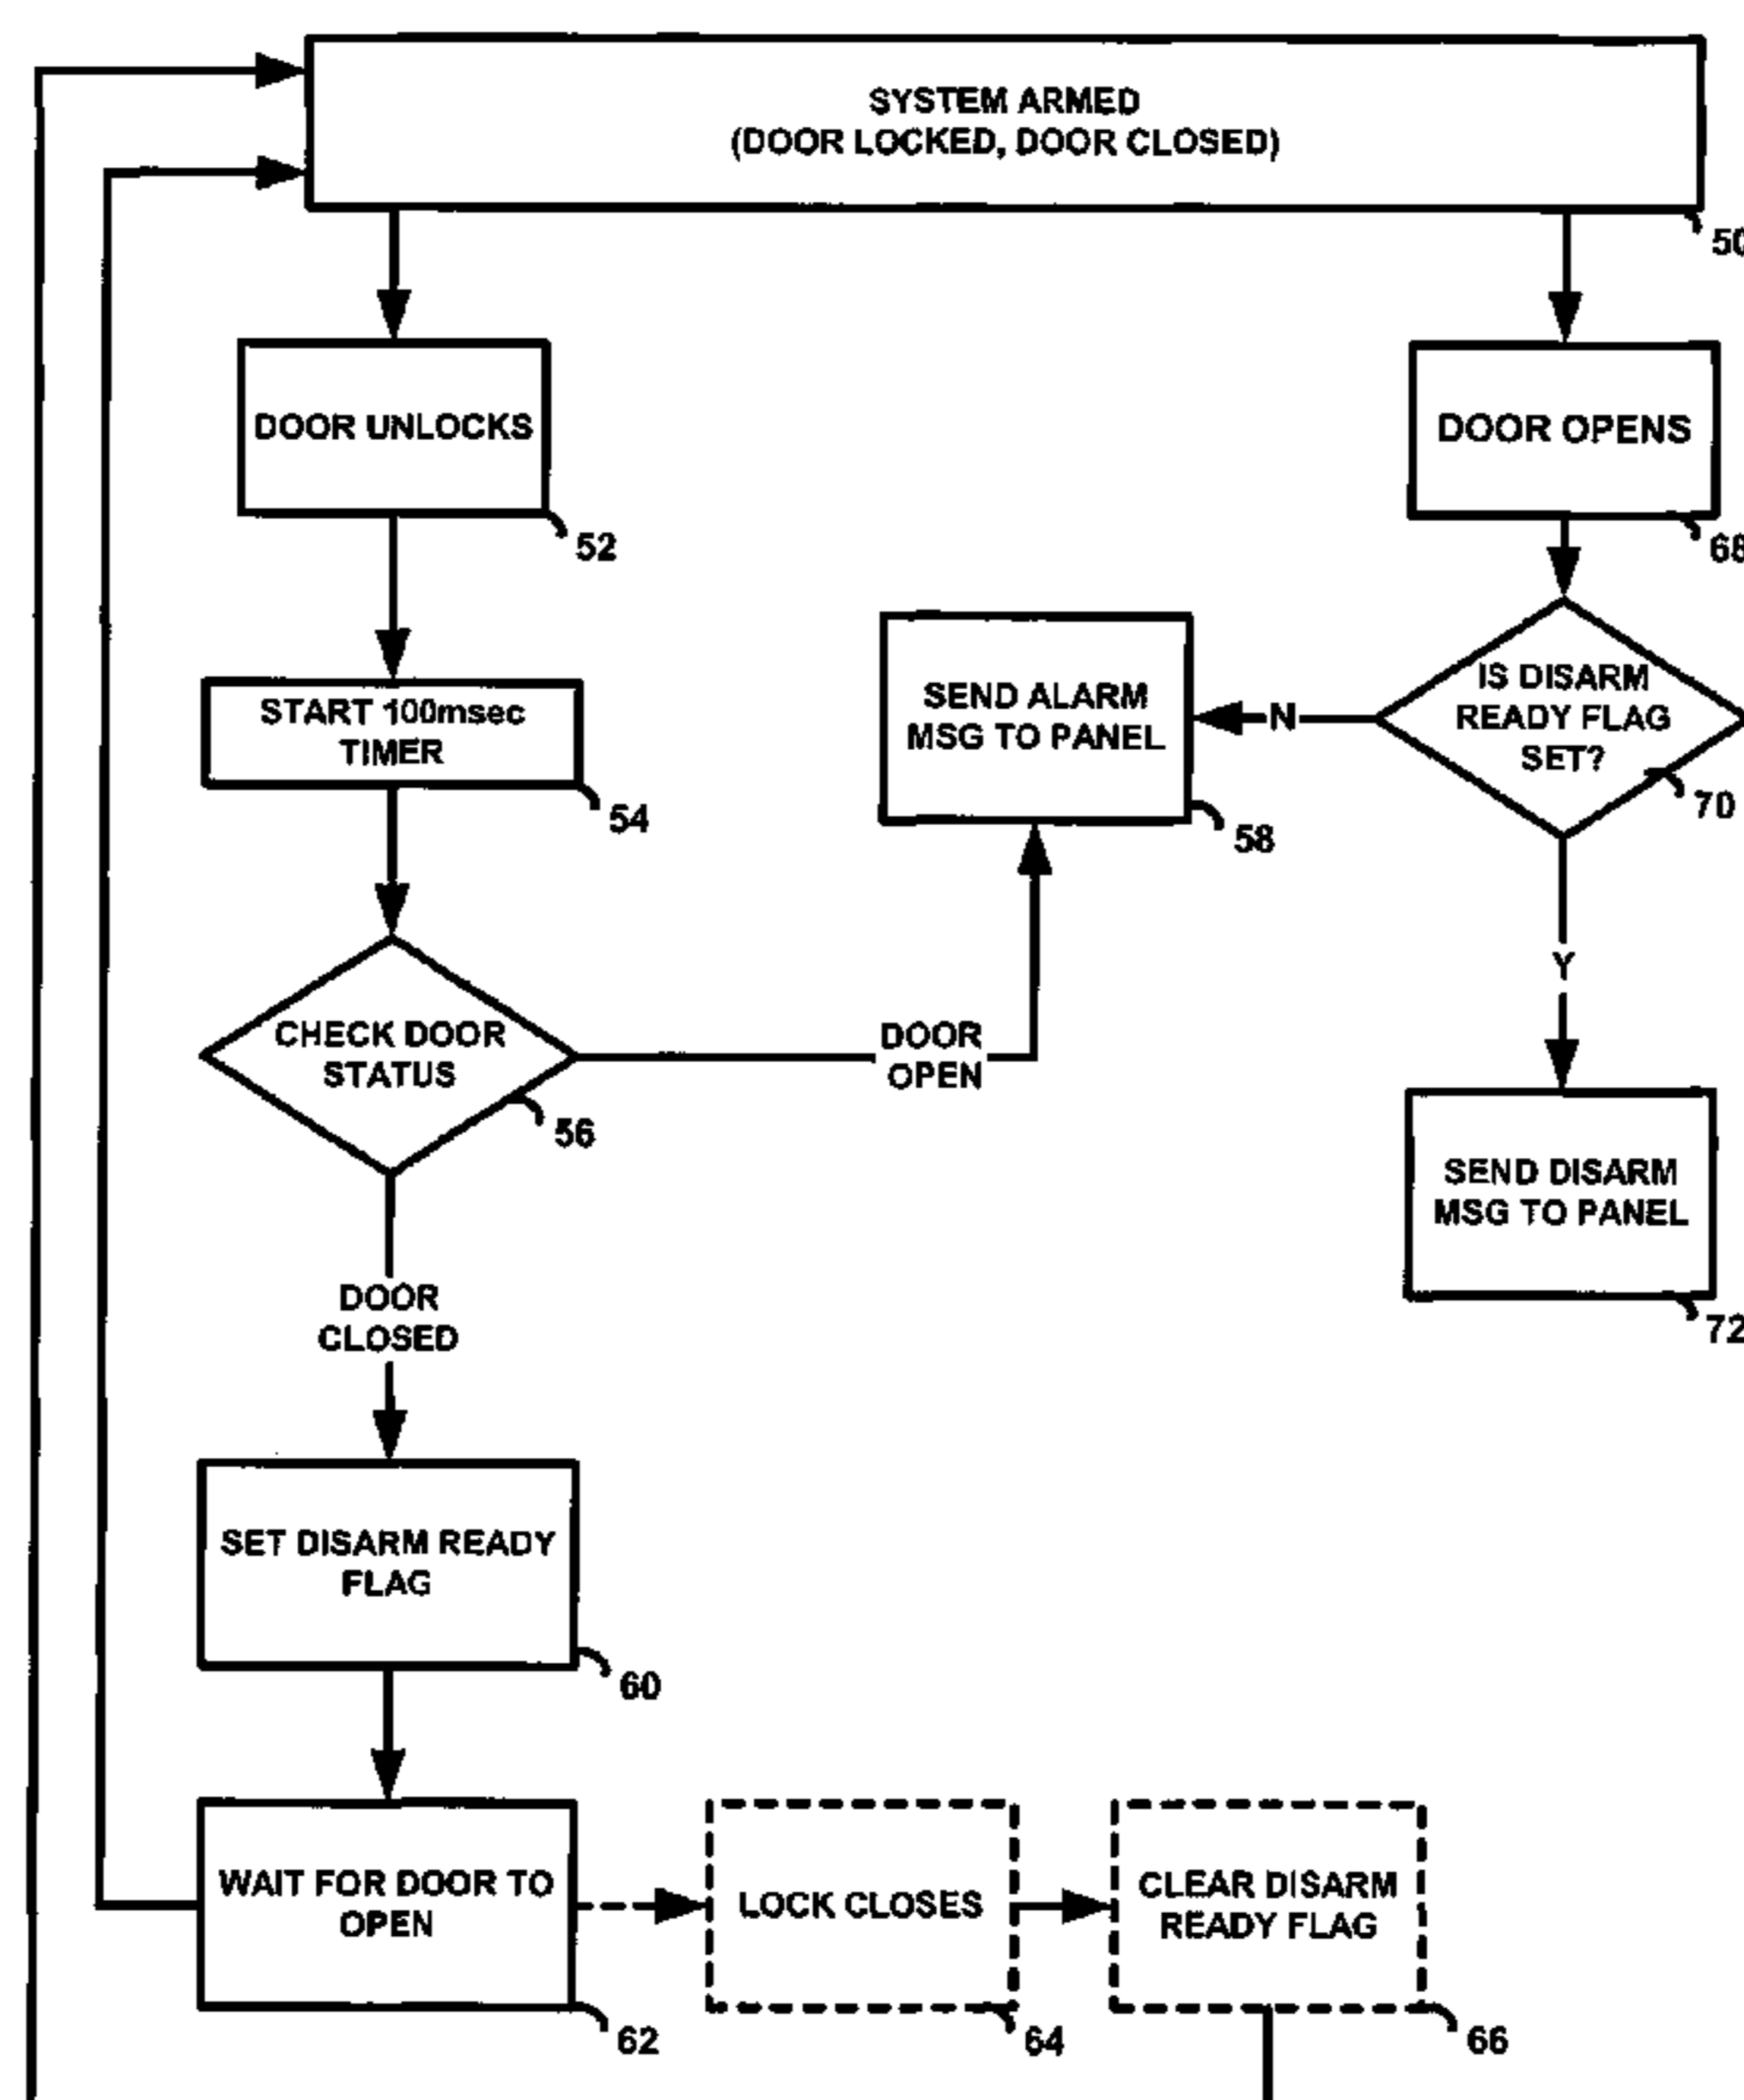 SYSTEM ARMED
(DOOR LOCKED, DOOR CLOSED)
50
DOOR UNLOCKS
52
DOOR OPENS
68
START 100msec
TIMER
54
SEND ALARM
MSG TO PANEL
58
N
IS DISARM
READY FLAG
SET?
70
Y
CHECK DOOR
STATUS
56
DOOR
OPEN
SEND DISARM
MSG TO PANEL
72
DOOR
CLOSED
SET DISARM READY
FLAG
60
WAIT FOR DOOR TO
OPEN
62
LOCK CLOSES
64
CLEAR DISARM
READY FLAG
66